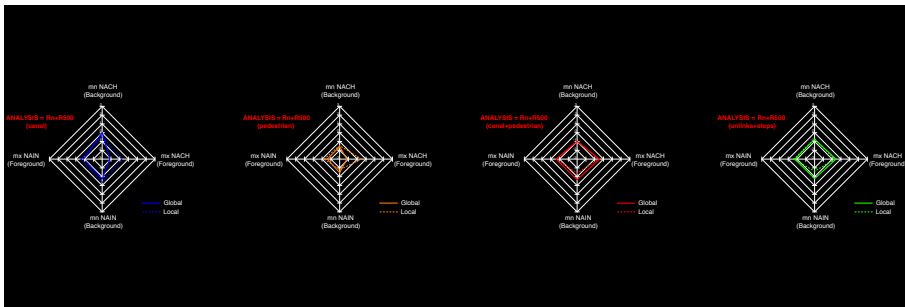 mn NACH
(Background)
ANALYSIS = Rn+R500
(canal)
mx NAIN
(Foreground)
mx NACH
(Foreground)
Global
Local
mn NAIN
(Background)
mn NACH
(Background)
ANALYSIS = Rn+R500
(pedestrian)
mx NAIN
(Foreground)
mx NACH
(Foreground)
Global
Local
mn NAIN
(Background)
mn NACH
(Background)
ANALYSIS = Rn+R500
(canal+pedestrian)
mx NAIN
(Foreground)
mx NACH
(Foreground)
Global
Local
mn NAIN
(Background)
mn NACH
(Background)
ANALYSIS = Rn+R500
(unlinks+steps)
mx NAIN
(Foreground)
mx NACH
(Foreground)
Global
Local
mn NAIN
(Background)